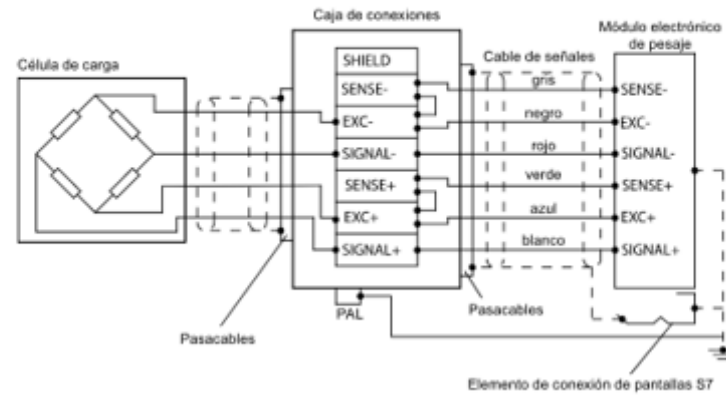 Caja de conexiones
Módulo electrónico
de pesaje
Célula de carga
SHIELD
SENSE-
EXC-
SIGNAL-
SENSE+
EXC+
SIGNAL+
Cable de señales
gris
negro
rojo
verde
azul
blanco
SENSE-
EXC-
SIGNAL-
SENSE+
EXC+
SIGNAL+
PAL
Pasacables
Pasacables
Elemento de conexión de pantallas S7